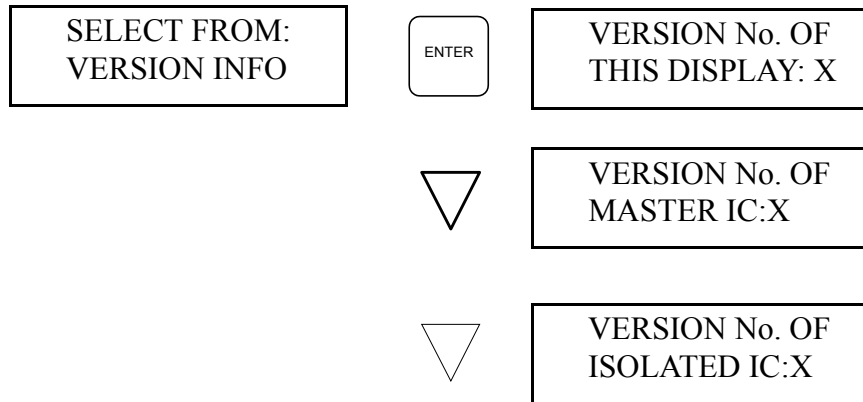 SELECT FROM:
VERSION INFO
ENTER
VERSION No. OF
THIS DISPLAY: X
VERSION No. OF
MASTER IC:X
VERSION No. OF
ISOLATED IC:X